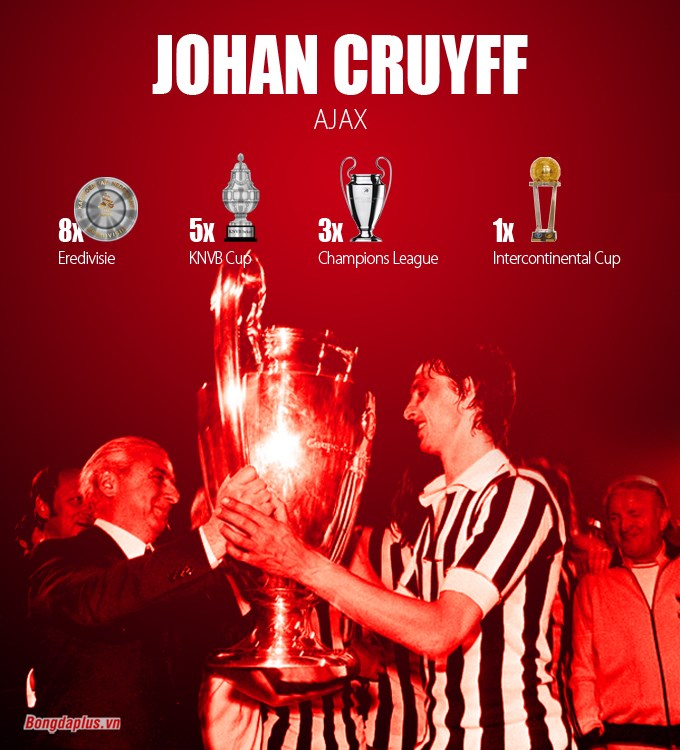 JOHAN CRUYFF
AJAX
8x
Eredivisie
5x
KNVB Cup
3x
Champions League
1x
Intercontinental Cup
Bongdaplus.vn